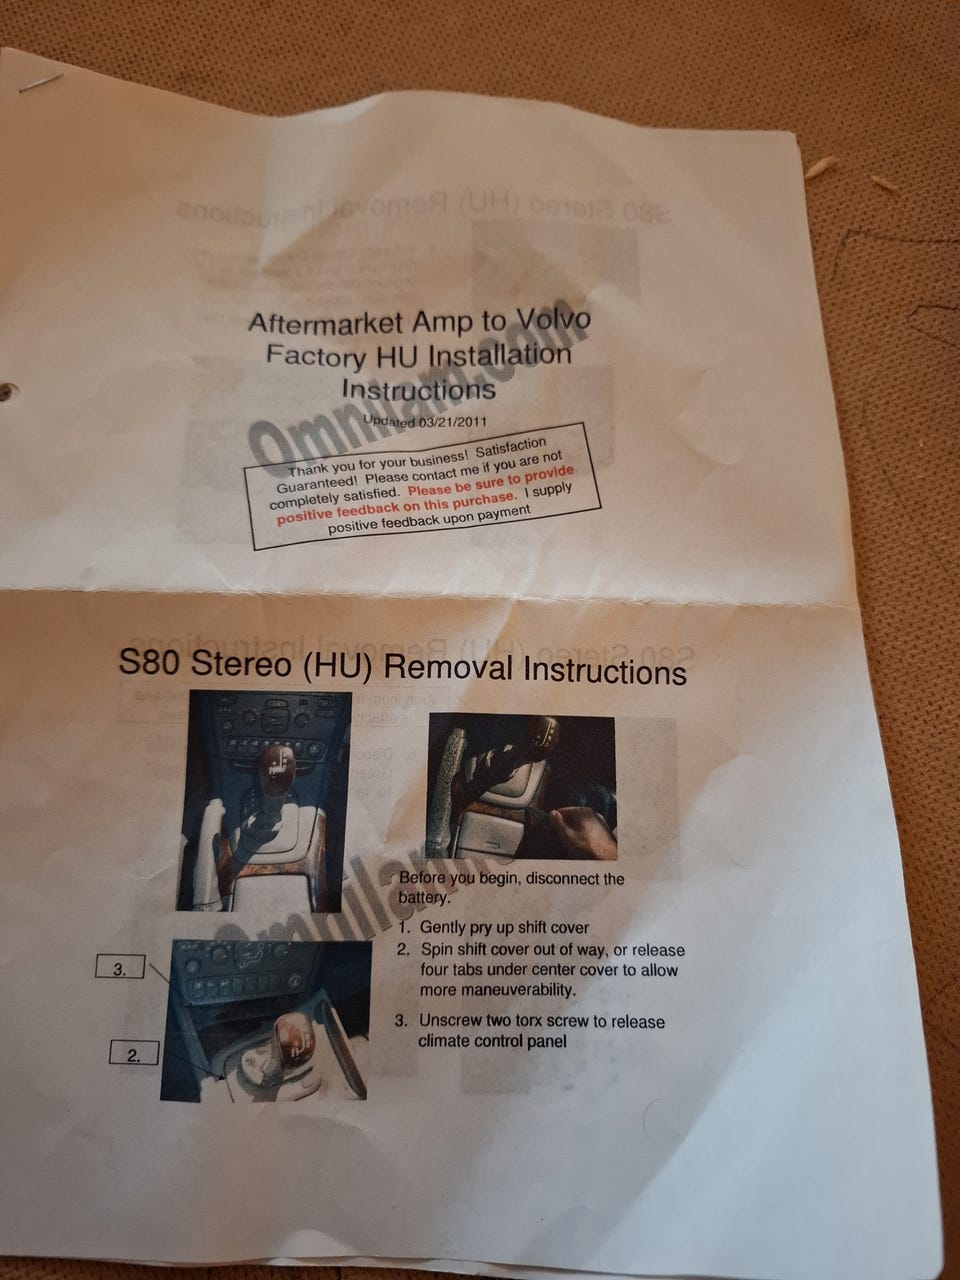 Aftermarket Amp to Volvo
Factory HU Installation
Instructions
Updated 03/21/2011
Omnilam.com
Thank you for your business! Satisfaction
Guaranteed! Please contact me if you are not
completely satisfied. Please be sure to provide
positive feedback on this purchase. I supply
positive feedback upon payment
S80 Stereo (HU) Removal Instructions
Before you begin, disconnect the
battery.
1. Gently pry up shift cover
2. Spin shift cover out of way, or release
four tabs under center cover to allow
more maneuverability.
3. Unscrew two torx screw to release
climate control panel
3.
2.